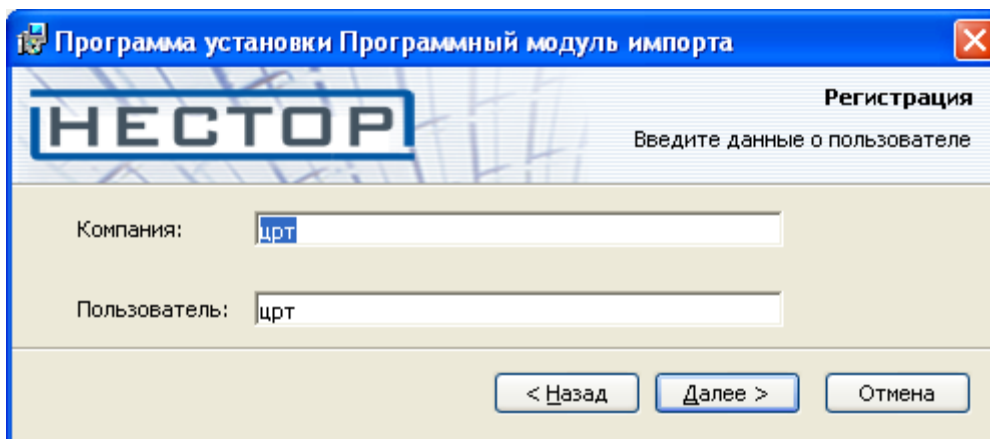 Программа установки Программный модуль импорта
НЕСТОР
Регистрация
Введите данные о пользователе
Компания: црт
Пользователь: црт
< Назад Далее > Отмена